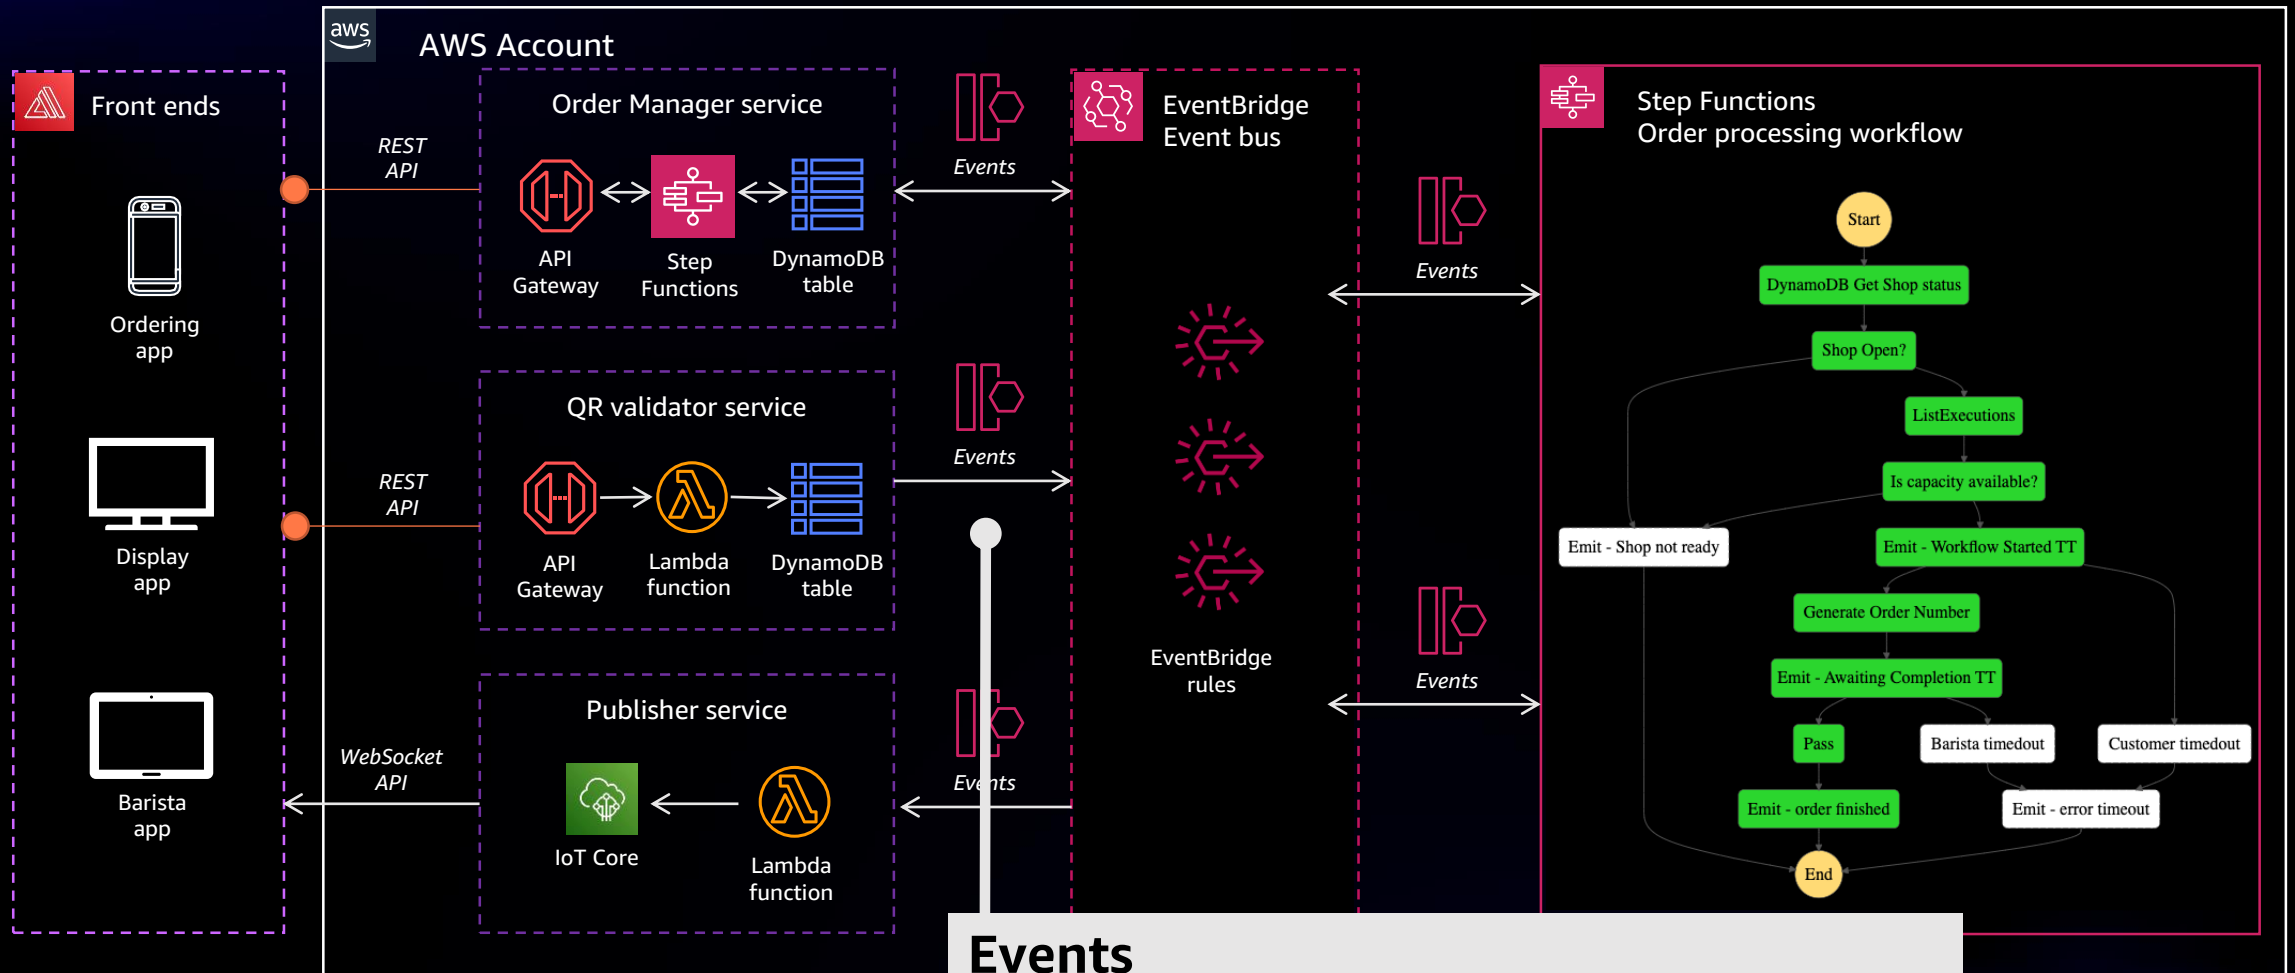 aws
AWS Account
Front ends
Ordering
app
Display
app
Barista
app
REST
API
REST
API
WebSocket
API
Order Manager service
API
Gateway
Step
Functions
DynamoDB
table
QR validator service
API
Gateway
Lambda
function
DynamoDB
table
Publisher service
IoT Core
Lambda
function
Events
Events
Events
EventBridge
Event bus
EventBridge
rules
Events
Events
Step Functions
Order processing workflow
Start
DynamoDB Get Shop status
Shop Open?
ListExecutions
Is capacity available?
Emit - Shop not ready
Emit - Workflow Started TT
Generate Order Number
Emit - Awaiting Completion TT
Pass
Barista timedout
Customer timedout
Emit - order finished
Emit - error timeout
End
Events